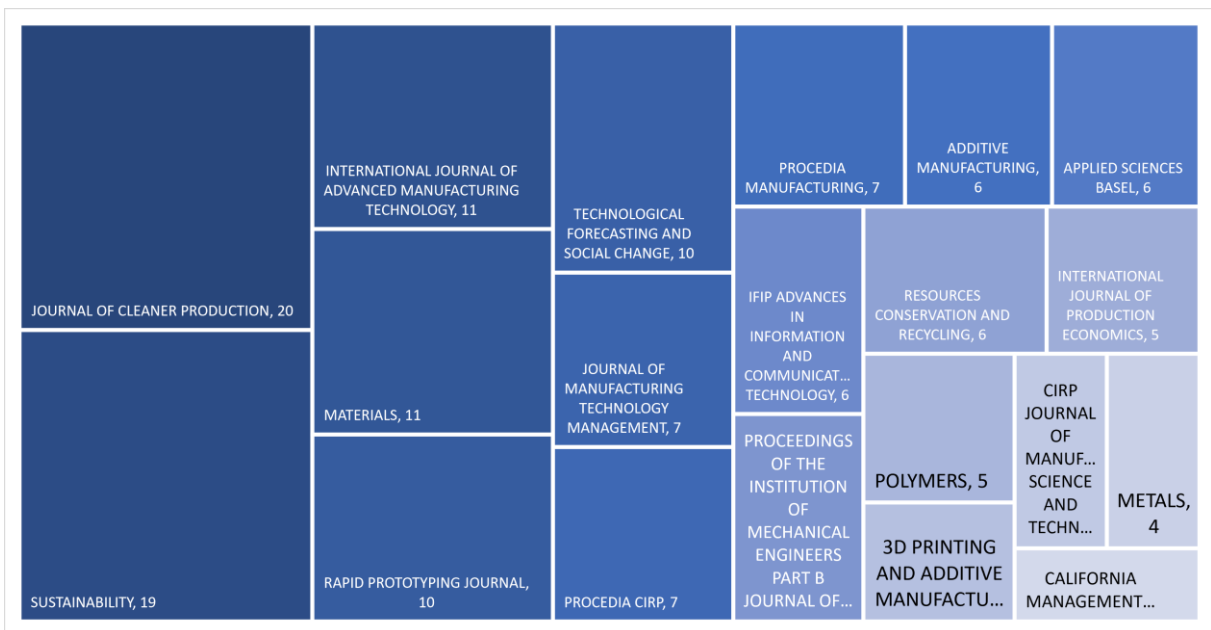 JOURNAL OF CLEANER PRODUCTION, 20
SUSTAINABILITY, 19
INTERNATIONAL JOURNAL OF
ADVANCED MANUFACTURING
TECHNOLOGY, 11
MATERIALS, 11
RAPID PROTOTYPING JOURNAL,
10
TECHNOLOGICAL
FORECASTING AND
SOCIAL CHANGE, 10
JOURNAL OF
MANUFACTURING
TECHNOLOGY
MANAGEMENT, 7
PROCEDIA CIRP, 7
PROCEDIA
MANUFACTURING, 7
ADDITIVE
MANUFACTURING,
6
APPLIED SCIENCES
BASEL, 6
IFIP ADVANCES
IN
INFORMATION
AND
COMMUNICAT…
TECHNOLOGY, 6
RESOURCES
CONSERVATION AND
RECYCLING, 6
INTERNATIONAL
JOURNAL OF
PRODUCTION
ECONOMICS, 5
PROCEEDINGS
OF THE
INSTITUTION
OF
MECHANICAL
ENGINEERS
PART B
JOURNAL OF…
POLYMERS, 5
3D PRINTING
AND ADDITIVE
MANUFACTU…
CIRP
JOURNAL
OF
MANUF…
SCIENCE
AND
TECHN…
METALS,
4
CALIFORNIA
MANAGEMENT…